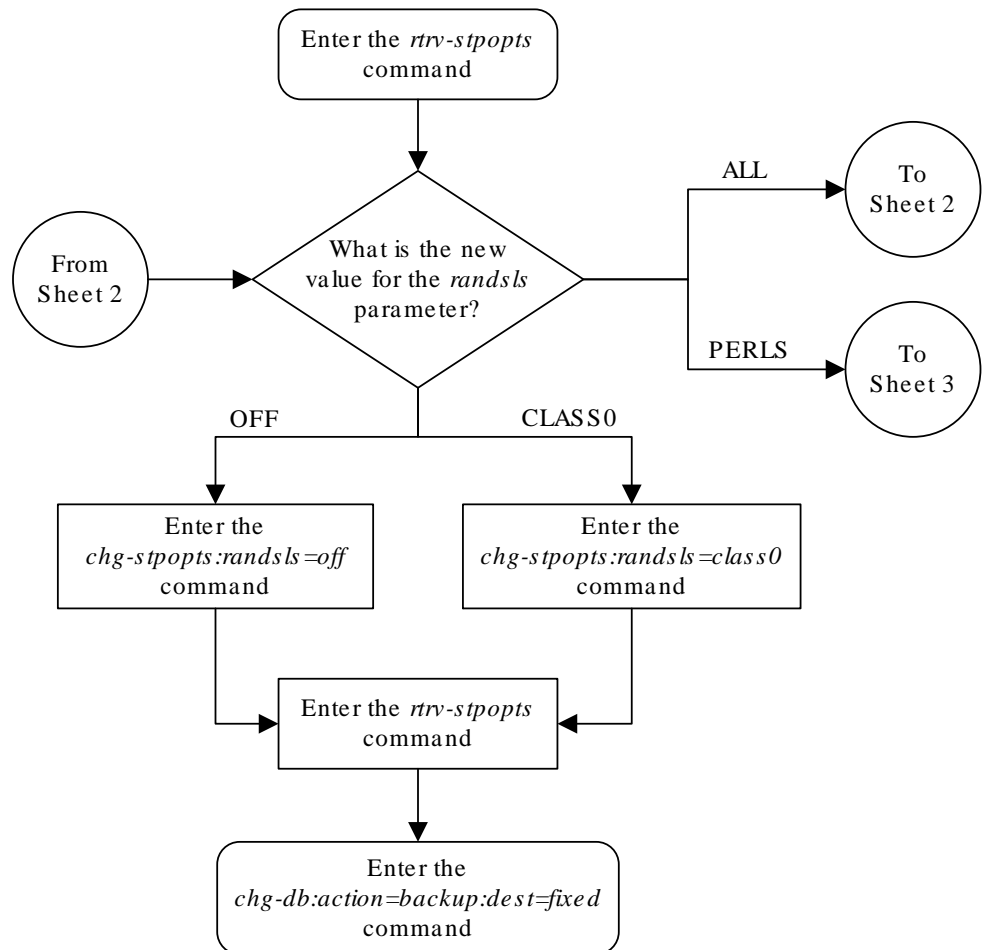 Enter the rtrv-stpopts
command
ALL
To
Sheet 2
From
Sheet 2
What is the new
value for the randsls
parameter?
PERLS
To
Sheet 3
OFF
CLASS0
Enter the
chg-stpopts:randsls=off
command
Enter the
chg-stpopts:randsls=class0
command
Enter the rtrv-stpopts
command
Enter the
chg-db:action=backup:dest=fixed
command